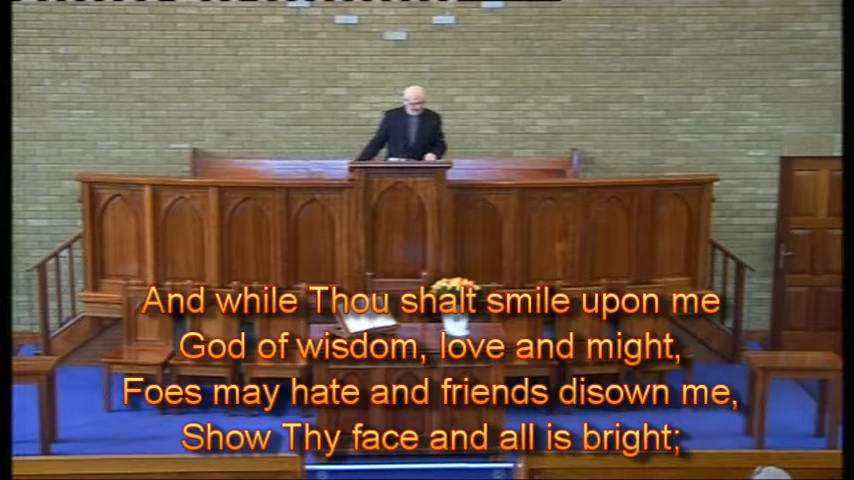 And while Thou shalt smile upon me
God of wisdom, love and might,
Foes may hate and friends disown me,
Show Thy face and all is bright;